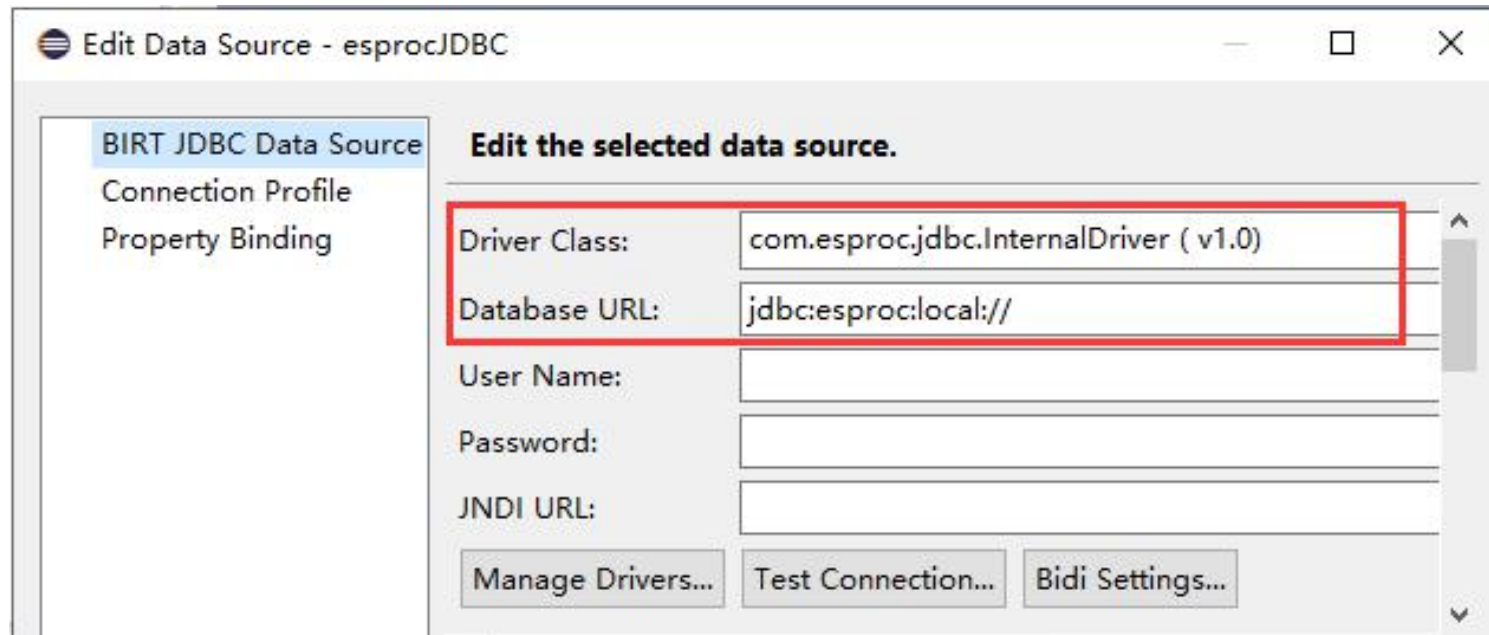 Edit Data Source - esprocJDBC
BIRT JDBC Data Source
Connection Profile
Property Binding
Edit the selected data source.
Driver Class: com.esproc.jdbc.InternalDriver ( v1.0)
Database URL: jdbc:esproc:local://
User Name:
Password:
JNDI URL:
Manage Drivers... Test Connection... Bidi Settings...